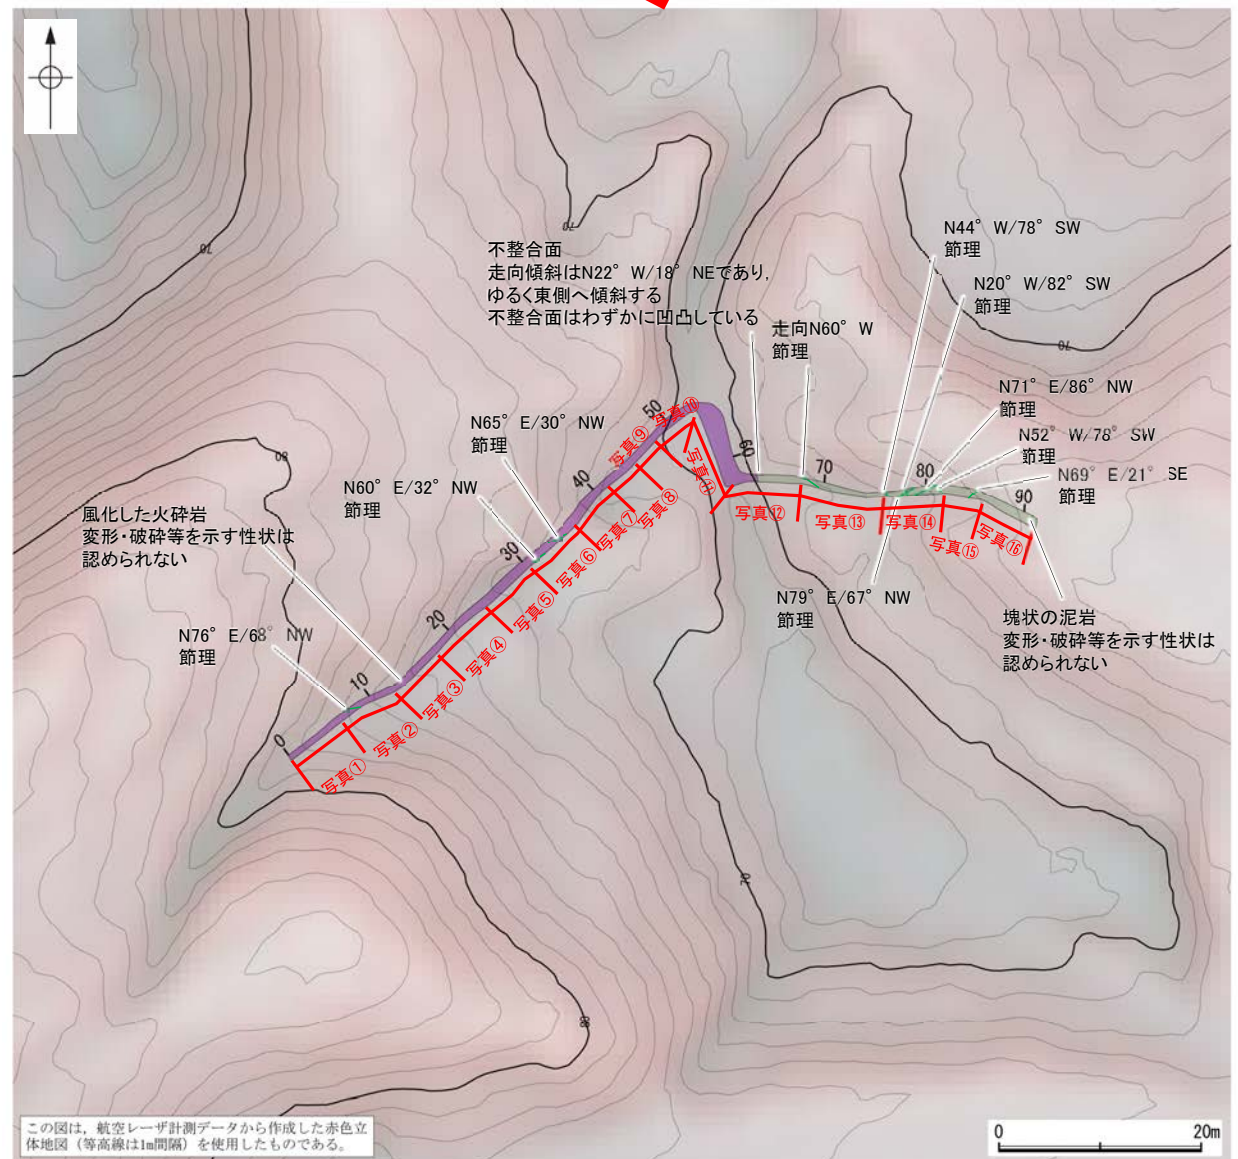 70
70
不整合面
走向傾斜はN22°W/18°NEであり,
ゆるく東側へ傾斜する
不整合面はわずかに凹凸している
N44°W/78°SW
節理
N20°W/82°SW
節理
走向N60°W
節理
70
N71°E/86°NW
節理
N65°E/30°NW
節理
N52°W/78°SW
節理
N69°E/21°SE
節理
80
N60°E/32°NW
節理
風化した火砕岩
変形・破砕等を示す性状は
認められない
N76°E/68°NW
節理
N79°E/67°NW
節理
塊状の泥岩
変形・破砕等を示す性状は
認められない
0
10
20
30
40
50
60
70
80
90
写真①
写真②
写真③
写真④
写真⑤
写真⑥
写真⑦
写真⑧
写真⑨
写真⑩
写真⑪
写真⑫
写真⑬
写真⑭
写真⑮
写真⑯
70
80
この図は，航空レーザ計測データから作成した赤色立
体地図（等高線は1m間隔）を使用したものである。
0 20m